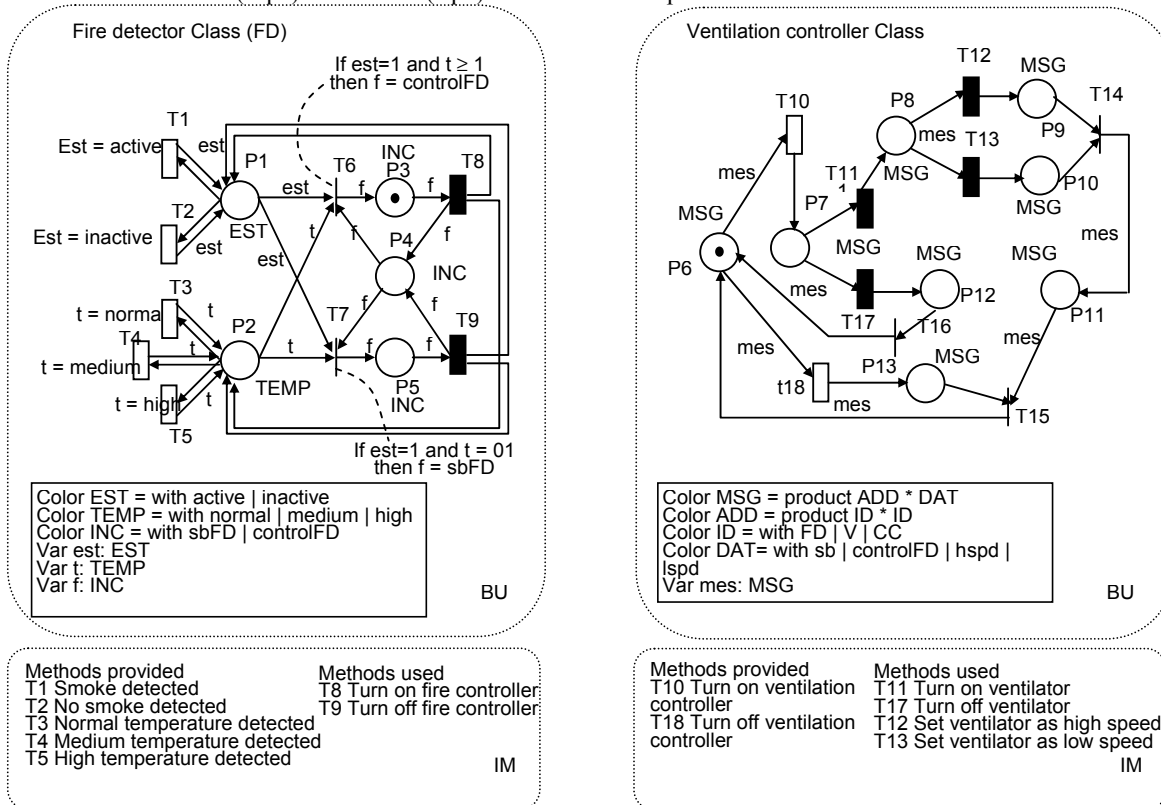 Fire detector Class (FD)
If est=1 and t ≥ 1
then f = controlFD
T1
Est = active
est
P1
T6
INC
P3
T8
est
f
f
T2
EST
t
f
P4
f
Est = inactive
est
est
INC
T3
t = norma
t
P2
T7
f
f
T9
T4
t
t
f
f
t = medium
TEMP
P5
INC
t = high
t
T5
If est=1 and t = 01
then f = sbFD
Color EST = with active | inactive
Color TEMP = with normal | medium | high
Color INC = with sbFD | controlFD
Var est: EST
Var t: TEMP
Var f: INC
BU
Methods provided
T1 Smoke detected
T2 No smoke detected
T3 Normal temperature detected
T4 Medium temperature detected
T5 High temperature detected
Methods used
T8 Turn on fire controller
T9 Turn off fire controller
IM
Ventilation controller Class
T12
MSG
T10
P8
T14
mes
P9
T13
mes
T11
1
MSG
P10
P7
MSG
MSG
mes
MSG
MSG
MSG
P6
mes
P12
P11
T17
T16
mes
mes
P13
MSG
mes
t18
mes
T15
Color MSG = product ADD * DAT
Color ADD = product ID * ID
Color ID = with FD | V | CC
Color DAT= with sb | controlFD | hspd |
lspd
Var mes: MSG
BU
Methods provided
T10 Turn on ventilation
controller
T18 Turn off ventilation
controller
Methods used
T11 Turn on ventilator
T17 Turn off ventilator
T12 Set ventilator as high speed
T13 Set ventilator as low speed
IM